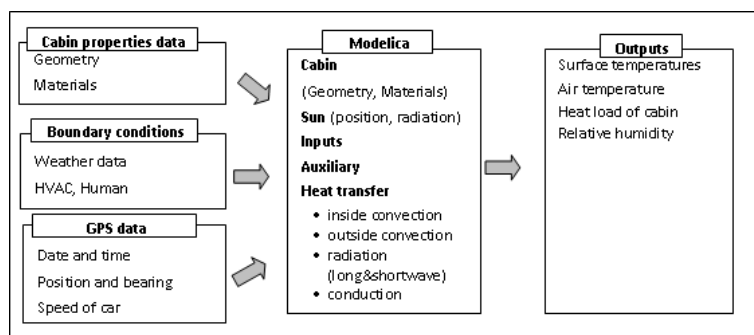 Cabin properties data
Geometry
Materials
Boundary conditions
Weather data
HVAC, Human
GPS data
Date and time
Position and bearing
Speed of car
Modelica
Cabin
(Geometry, Materials)
Sun (position, radiation)
Inputs
Auxiliary
Heat transfer
• inside convection
• outside convection
• radiation
(long&shortwave)
• conduction
Outputs
Surface temperatures
Air temperature
Heat load of cabin
Relative humidity